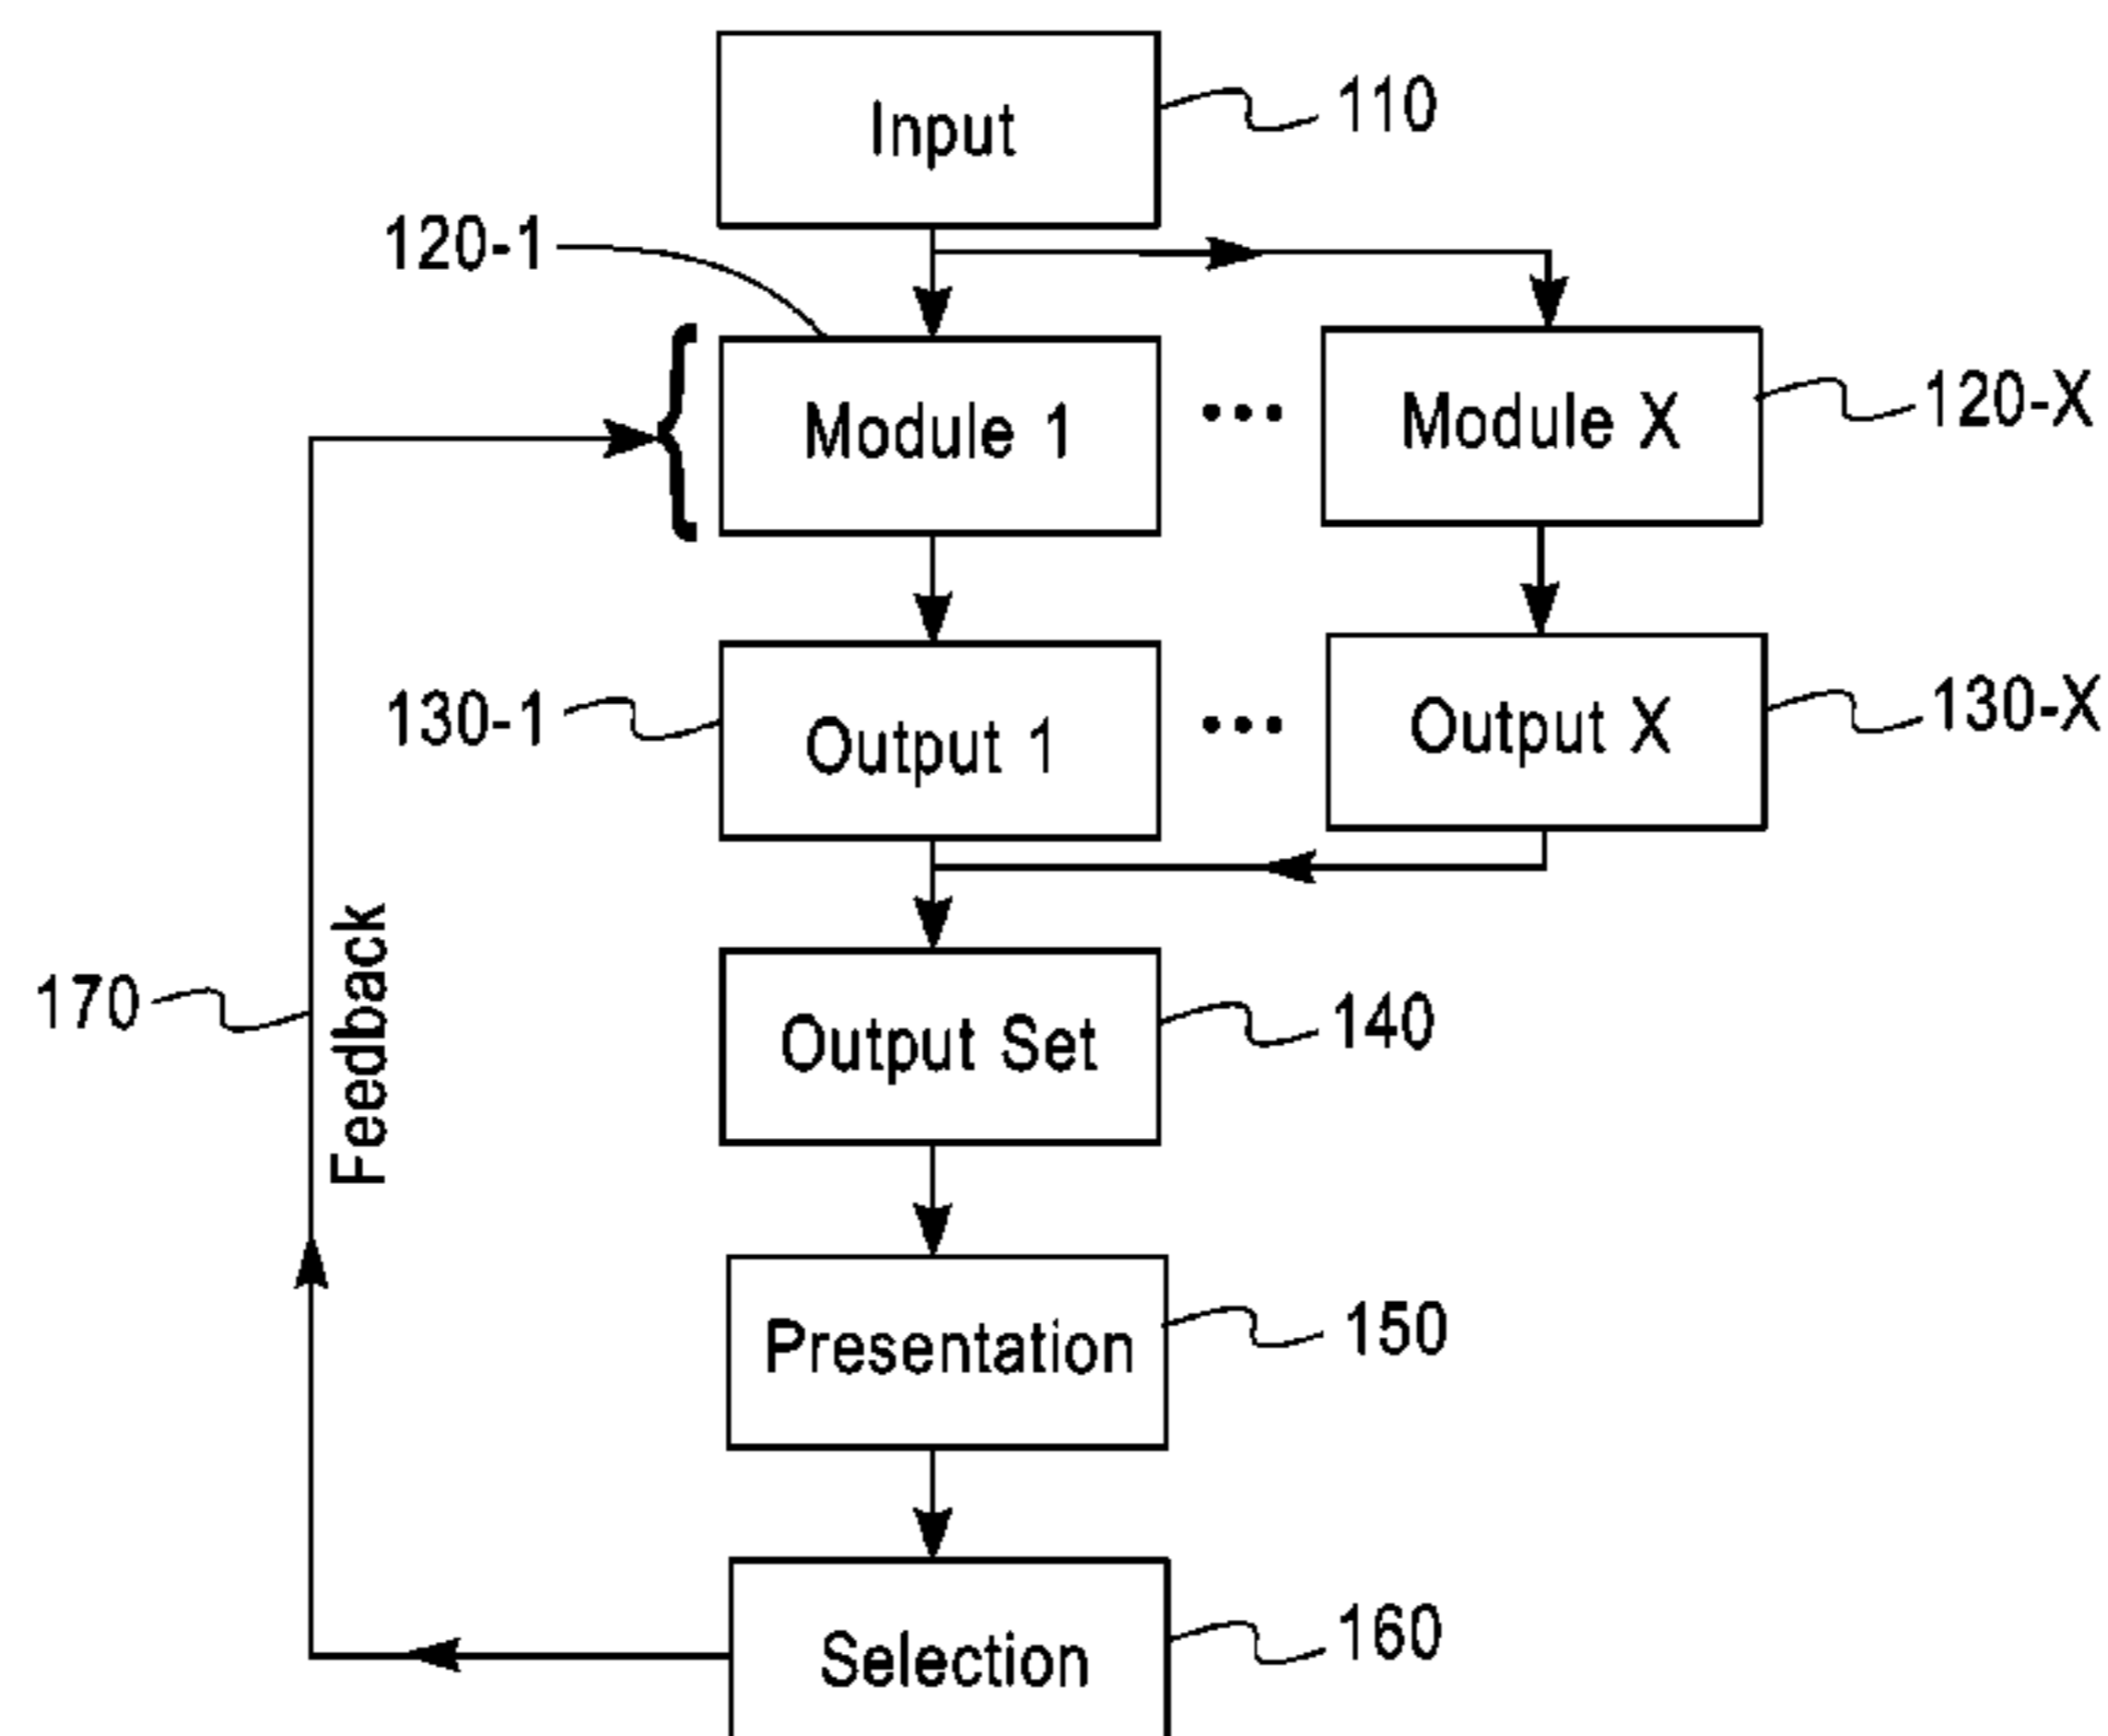 Input
110
120-1
Module 1
•••
Module X
120-X
130-1
Output 1
•••
Output X
130-X
170
Feedback
Output Set
140
Presentation
150
Selection
160